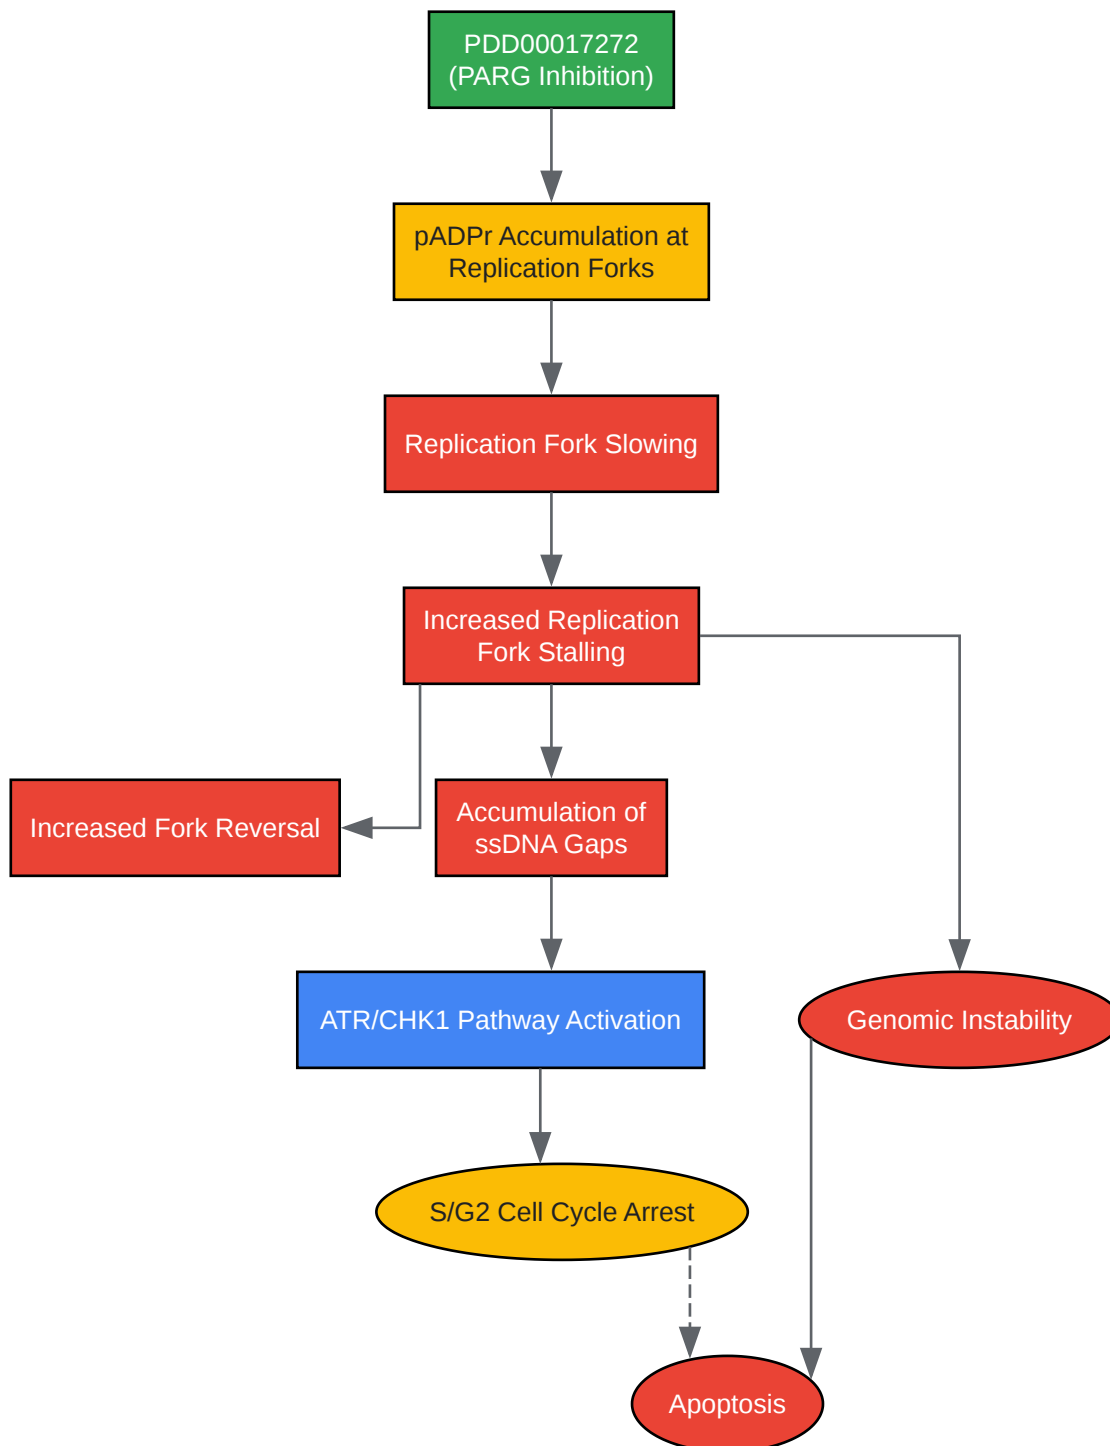 PDD00017272
(PARG Inhibition)
pADPr Accumulation at
Replication Forks
Replication Fork Slowing
Increased Replication
Fork Stalling
Increased Fork Reversal
Accumulation of
ssDNA Gaps
ATR/CHK1 Pathway Activation
Genomic Instability
S/G2 Cell Cycle Arrest
Apoptosis